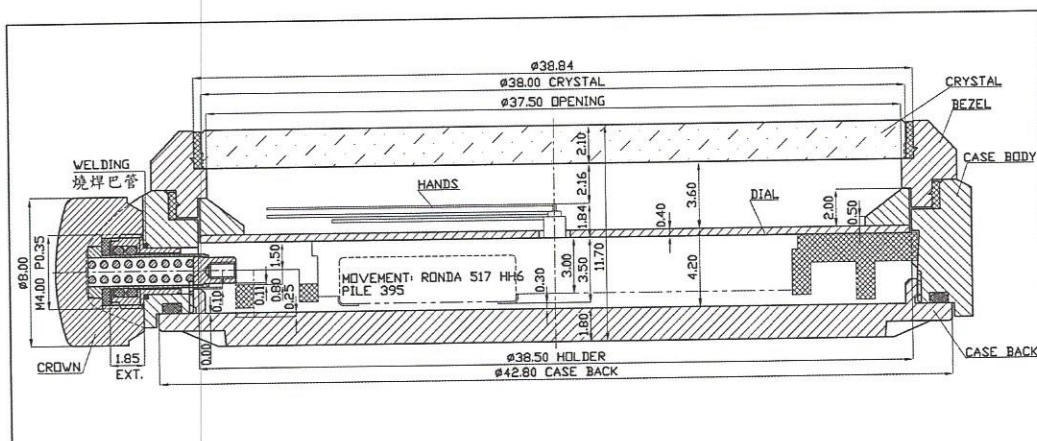 ø38.84
ø38.00 CRYSTAL
ø37.50 OPENING
CRYSTAL
BEZEL
CASE BODY
WELDING
燒焊巴管
HANDS
DIAL
2.10
2.16
3.60
1.84
0.40
2.00
0.50
ø8.00
M4.00 P0.35
1.50
0.11
0.80
0.25
0.10
0.00
MOVEMENT: RONDA 517 HH6
PILE 395
0.30
3.00
3.50
11.70
4.20
1.80
CROWN
1.85
EXT.
ø38.50 HOLDER
ø42.80 CASE BACK
CASE BACK